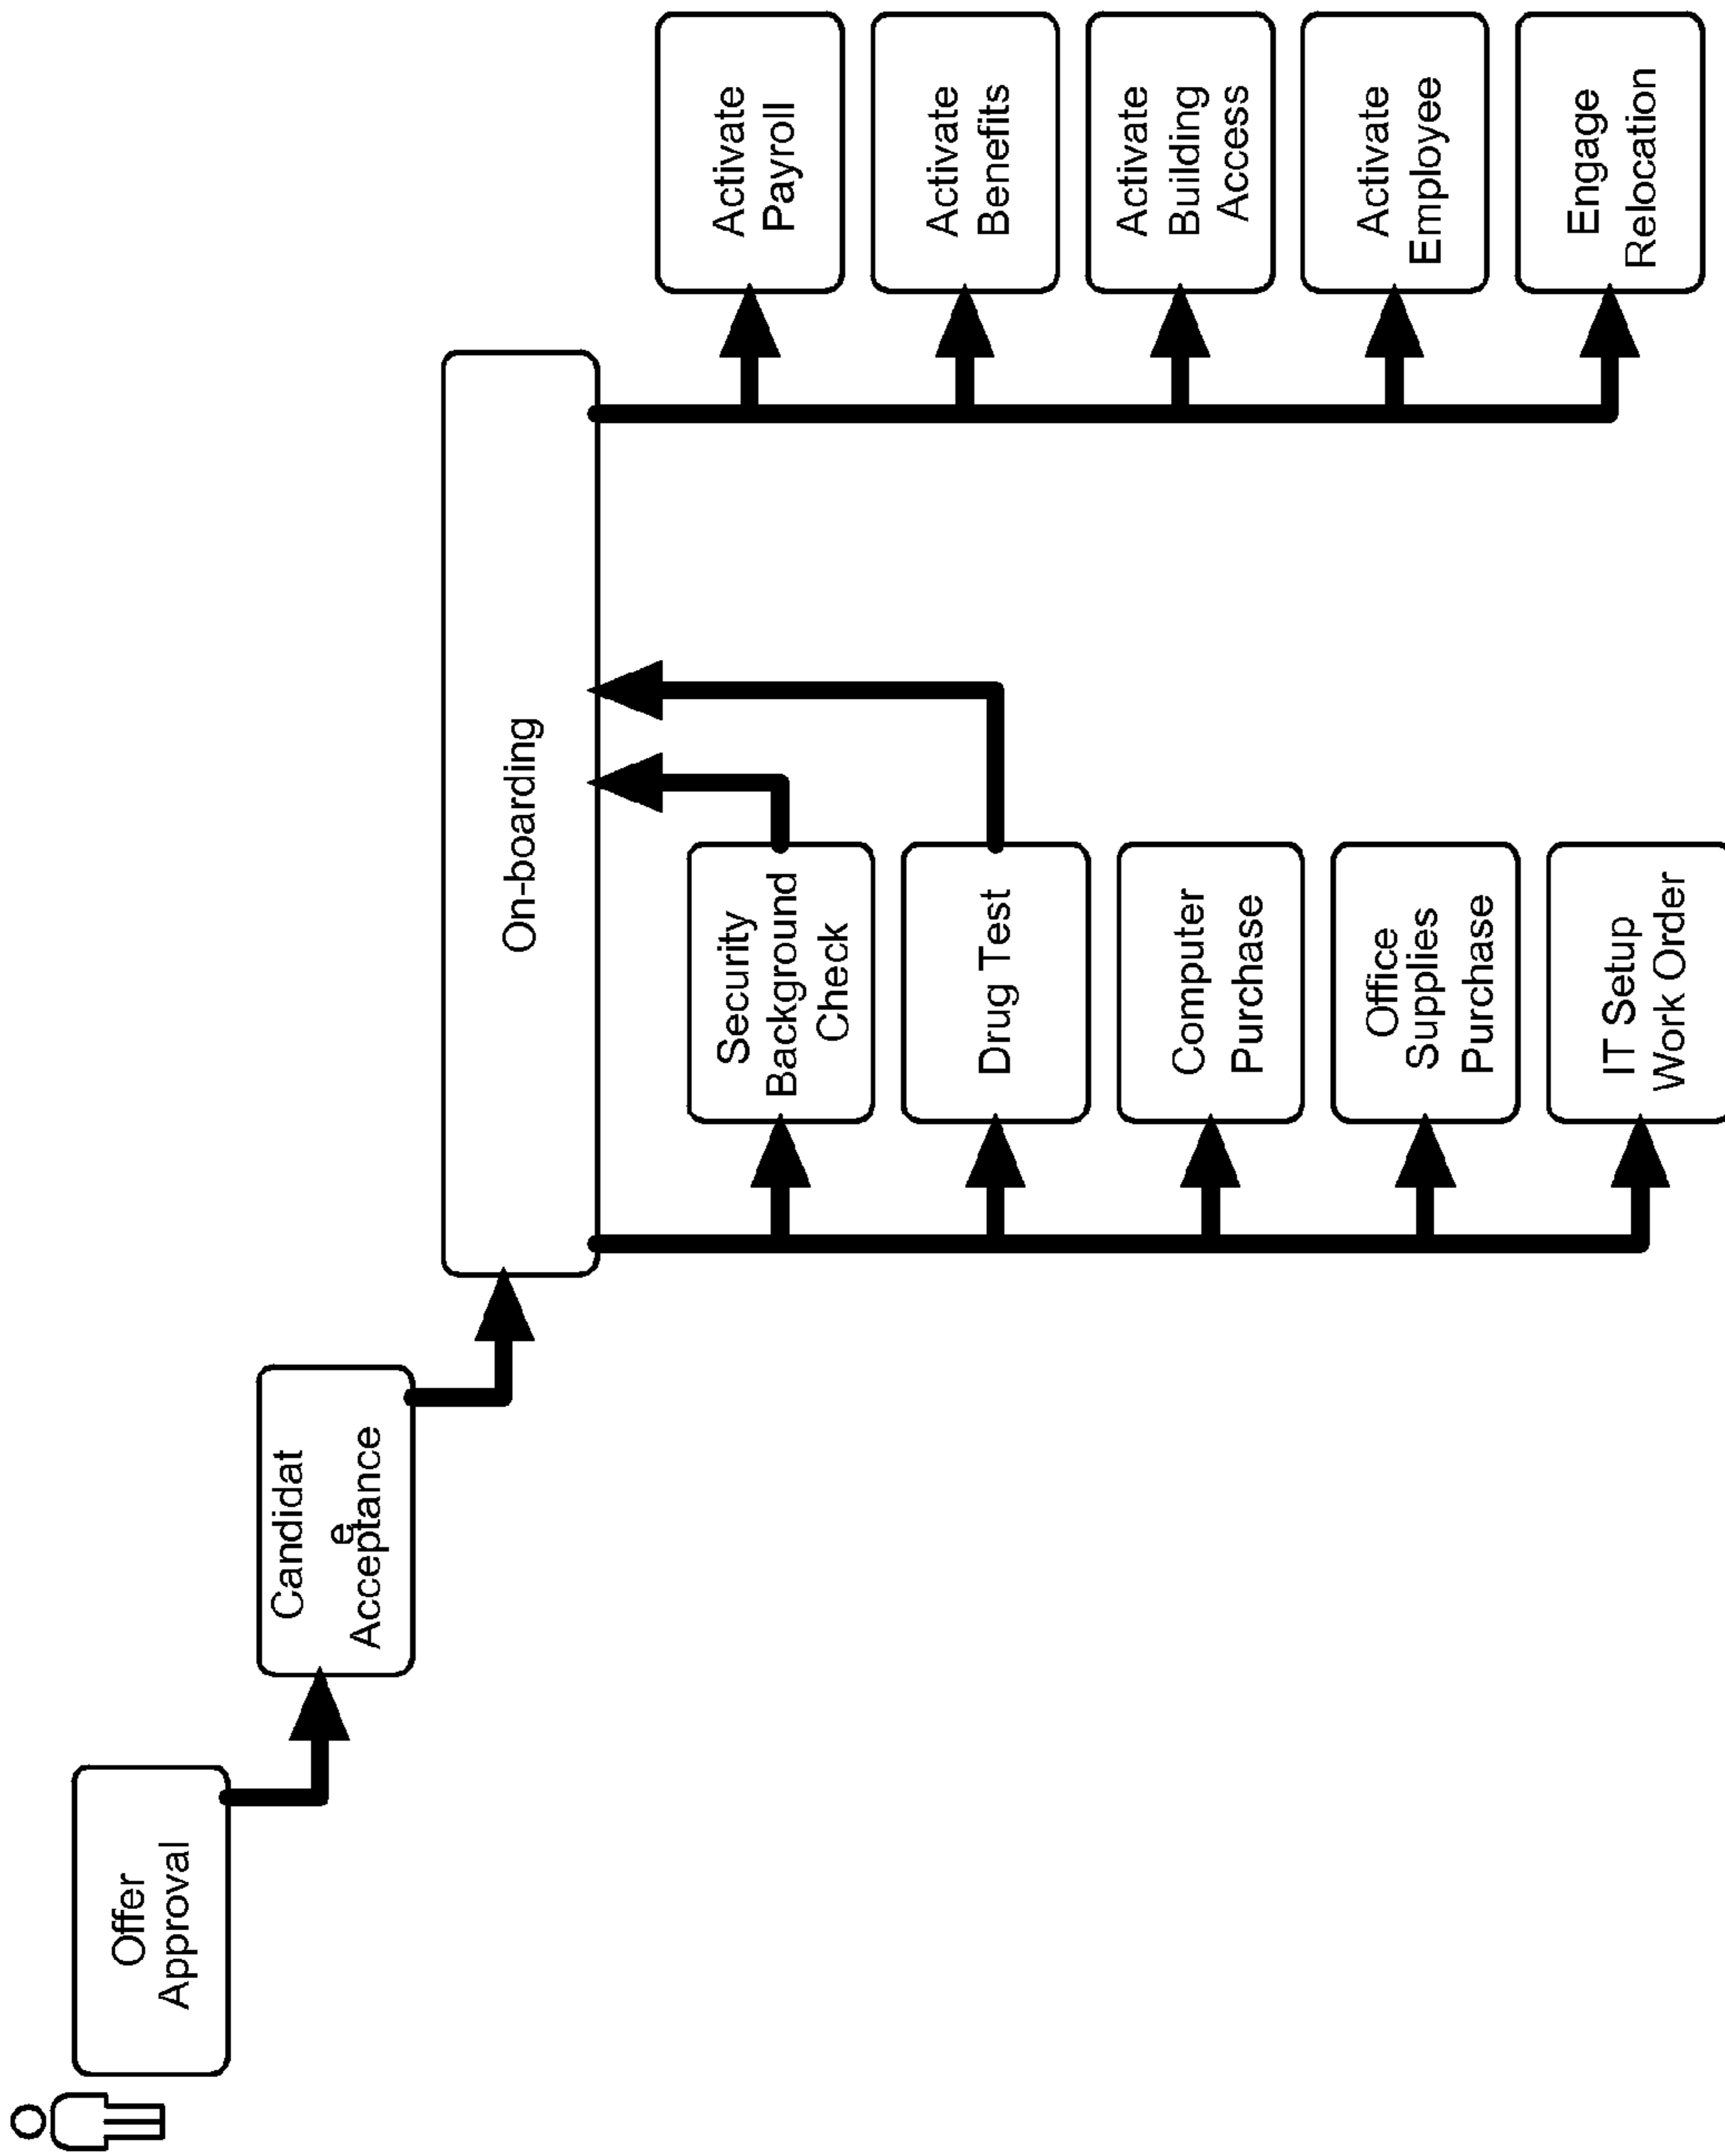 Offer
Approval
Candidat
e
Acceptance
On-boarding
Security
Background
Check
Drug Test
Computer
Purchase
Office
Supplies
Purchase
IT Setup
Work Order
Activate
Payroll
Activate
Benefits
Activate
Building
Access
Activate
Employee
Engage
Relocation